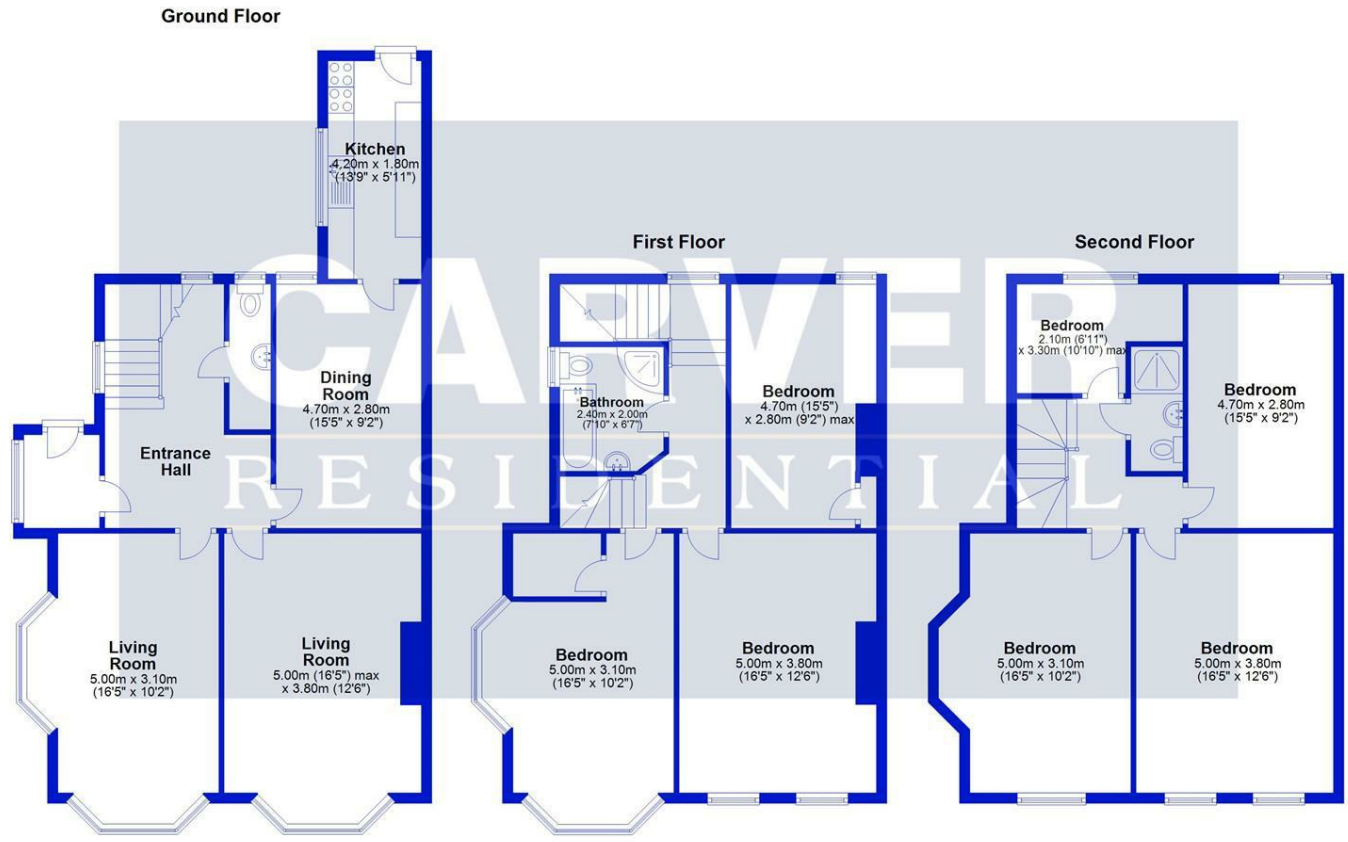 Ground Floor
Kitchen
4.20m x 1.80m
(13'9" x 5'11")
Dining
Room
4.70m x 2.80m
(15'5" x 9'2")
Entrance
Hall
Living
Room
5.00m x 3.10m
(16'5" x 10'2")
Living
Room
5.00m (16'5") max
x 3.80m (12'6")
First Floor
Bathroom
2.40m x 2.00m
(7'10" x 6'7")
Bedroom
4.70m (15'5")
x 2.80m (9'2") max
Bedroom
5.00m x 3.10m
(16'5" x 10'2")
Bedroom
5.00m x 3.80m
(16'5" x 12'6")
Second Floor
Bedroom
2.10m (6'11")
x 3.30m (10'10") max
Bedroom
4.70m x 2.80m
(15'5" x 9'2")
Bedroom
5.00m x 3.10m
(16'5" x 10'2")
Bedroom
5.00m x 3.80m
(16'5" x 12'6")
CARVER
RESIDENTIAL